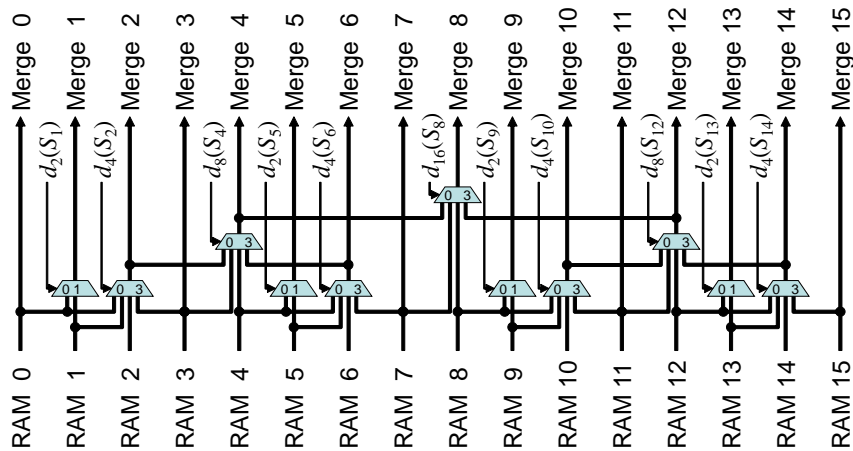 Merge 0
Merge 1
Merge 2
Merge 3
Merge 4
Merge 5
Merge 6
Merge 7
Merge 8
Merge 9
Merge 10
Merge 11
Merge 12
Merge 13
Merge 14
Merge 15
d₂(S₁)
d₄(S₂)
d₈(S₄)
d₂(S₅)
d₄(S₆)
d₁₆(S₈)
d₂(S₉)
d₄(S₁₀)
d₈(S₁₂)
d₂(S₁₃)
d₄(S₁₄)
0 3
0 3
0 3
0 1
0 3
0 1
0 3
0 1
0 3
0 1
0 3
RAM 0
RAM 1
RAM 2
RAM 3
RAM 4
RAM 5
RAM 6
RAM 7
RAM 8
RAM 9
RAM 10
RAM 11
RAM 12
RAM 13
RAM 14
RAM 15